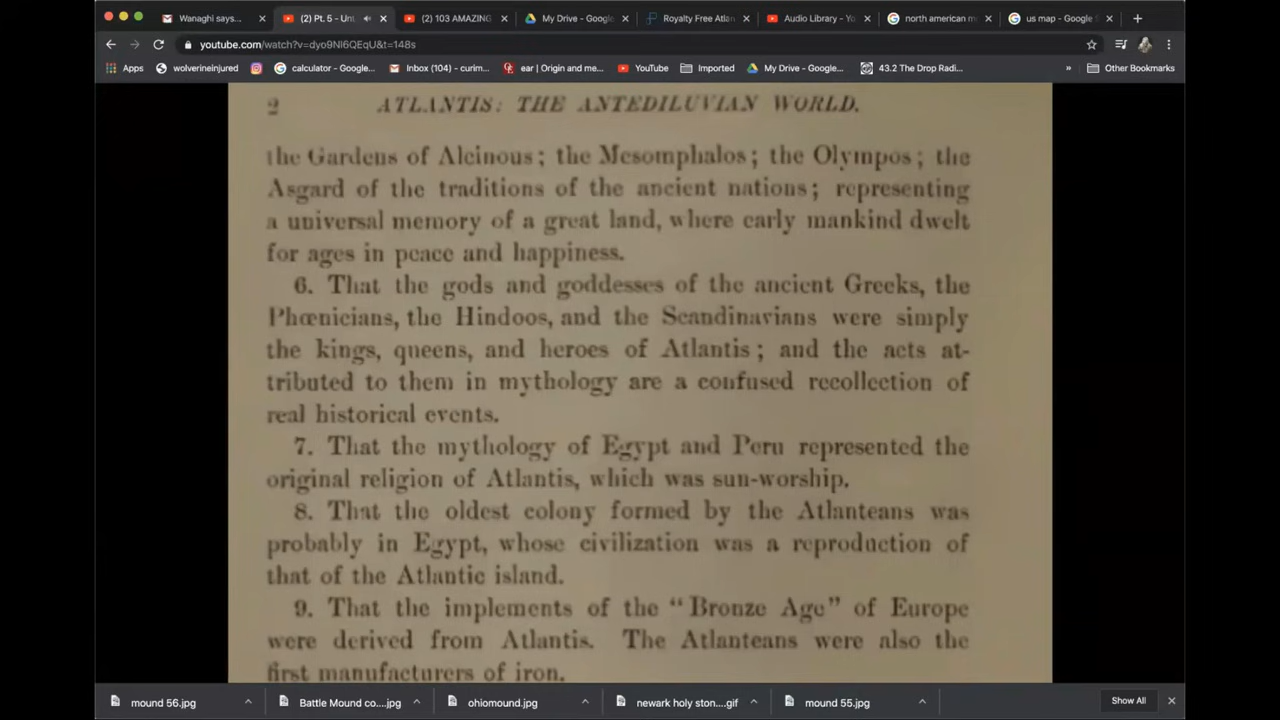 Wanaghi says...
(2) Pt. 5 - Un
(2) 103 AMAZING
My Drive - Google
Royalty Free Atlan
Audio Library - Yo
north american m
us map - Google S
youtube.com/watch?v=dyo9Nl6QEqU&t=148s
Apps
wolverineinjured
calculator - Google...
Inbox (104) - curim...
ear | Origin and me...
YouTube
Imported
My Drive - Google...
43.2 The Drop Radi...
»
Other Bookmarks
2 ATLANTIS: THE ANTEDILUVIAN WORLD.
the Gardens of Alcinous; the Mesomphalos; the Olympos; the
Asgard of the traditions of the ancient nations; representing
a universal memory of a great land, where early mankind dwelt
for ages in peace and happiness.
6. That the gods and goddesses of the ancient Greeks, the
Phœnicians, the Hindoos, and the Scandinavians were simply
the kings, queens, and heroes of Atlantis; and the acts at-
tributed to them in mythology are a confused recollection of
real historical events.
7. That the mythology of Egypt and Peru represented the
original religion of Atlantis, which was sun-worship.
8. That the oldest colony formed by the Atlanteans was
probably in Egypt, whose civilization was a reproduction of
that of the Atlantic island.
9. That the implements of the "Bronze Age" of Europe
were derived from Atlantis. The Atlanteans were also the
first manufacturers of iron.
mound 56.jpg
Battle Mound co....jpg
ohiomound.jpg
newark holy ston....gif
mound 55.jpg
Show All